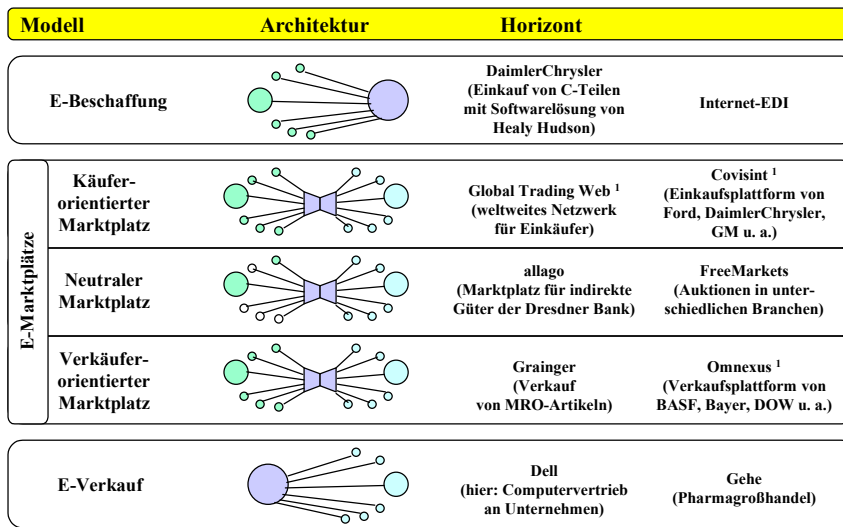 Modell Architektur Horizont
E-Beschaffung
DaimlerChrysler
(Einkauf von C-Teilen
mit Softwarelösung von
Healy Hudson)
Internet-EDI
E-Marktplätze
Käufer-
orientierter
Marktplatz
Global Trading Web ¹
(weltweites Netzwerk
für Einkäufer)
Covisint ¹
(Einkaufsplattform von
Ford, DaimlerChrysler,
GM u. a.)
Neutraler
Marktplatz
allago
(Marktplatz für indirekte
Güter der Dresdner Bank)
FreeMarkets
(Auktionen in unter-
schiedlichen Branchen)
Verkäufer-
orientierter
Marktplatz
Grainger
(Verkauf
von MRO-Artikeln)
Omnexus ¹
(Verkaufsplattform von
BASF, Bayer, DOW u. a.)
E-Verkauf
Dell
(hier: Computervertrieb
an Unternehmen)
Gehe
(Pharmagroßhandel)